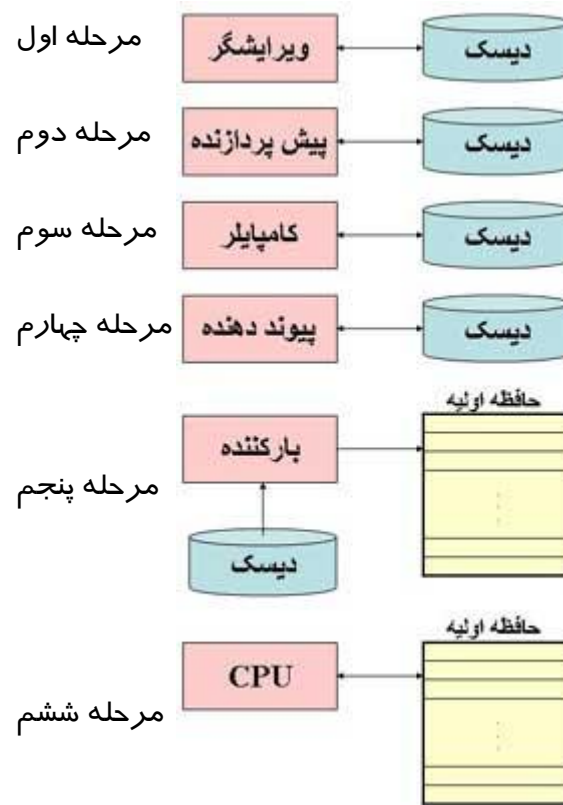 مرحله اول
ویرایشگر
دیسک
مرحله دوم
پیش پردازنده
دیسک
مرحله سوم
کامپایلر
دیسک
مرحله چهارم
پیوند دهنده
دیسک
حافظه اولیه
بارکننده
مرحله پنجم
دیسک
حافظه اولیه
CPU
مرحله ششم